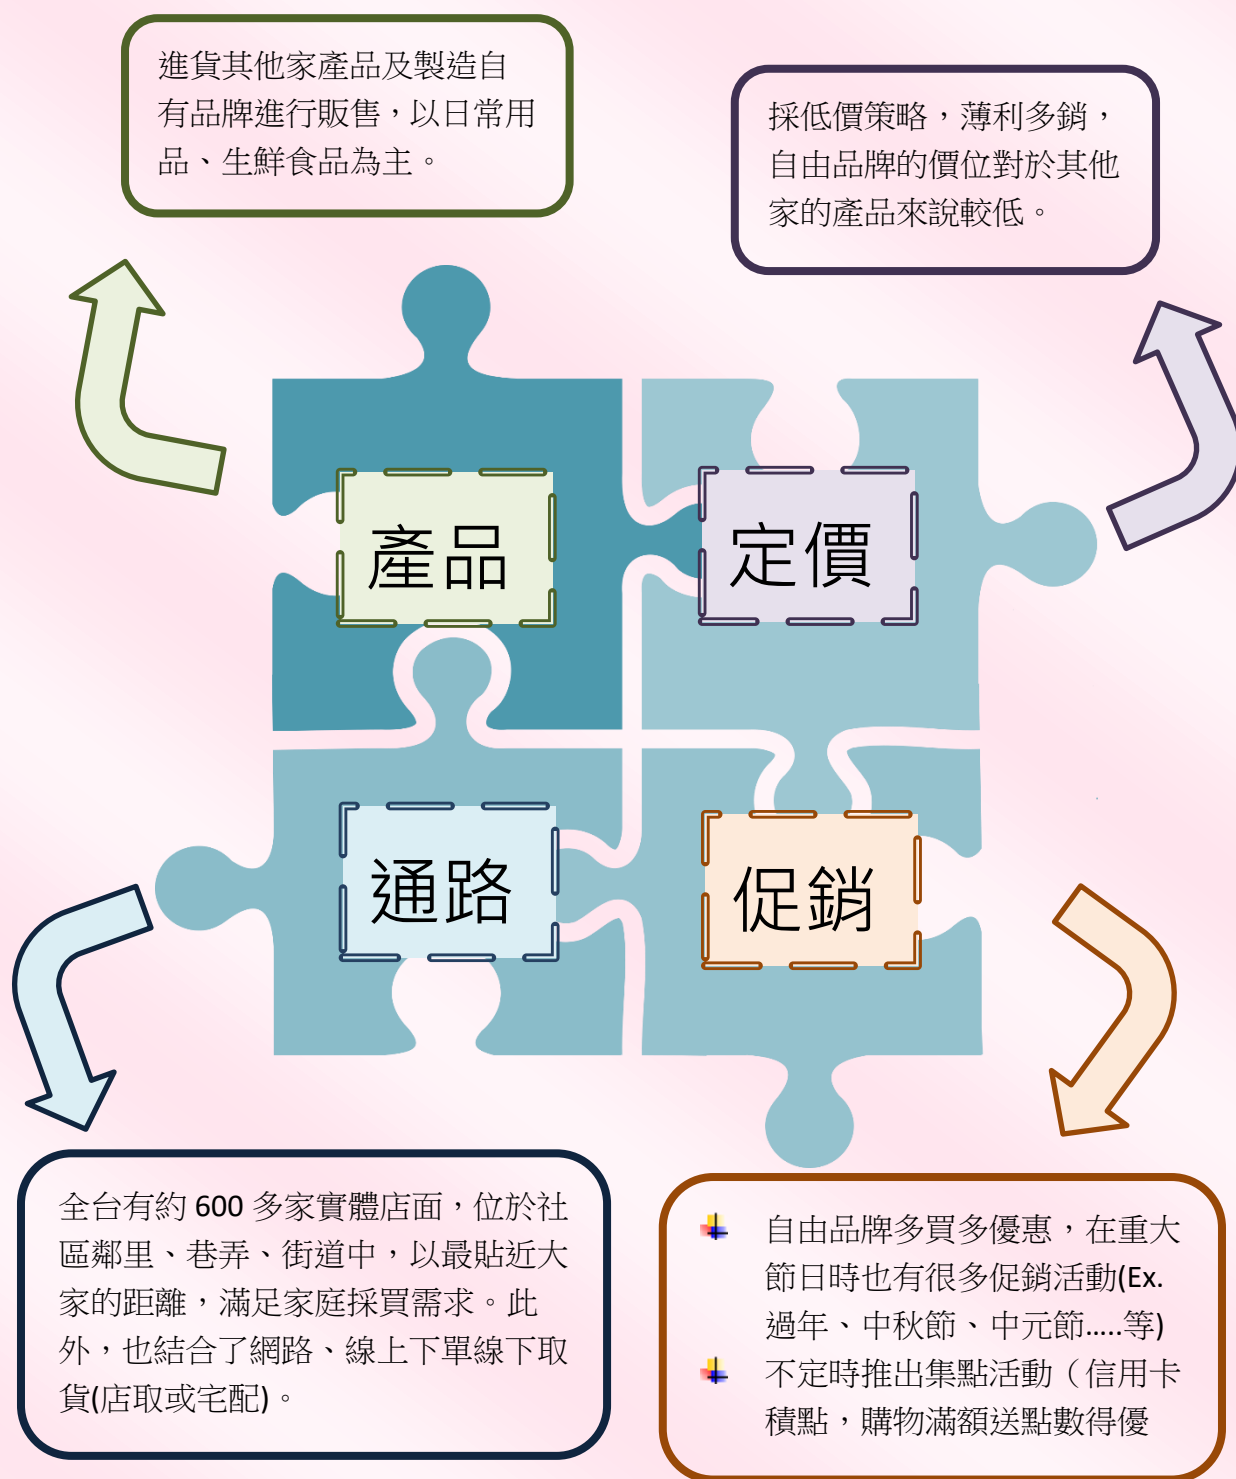 進貨其他家產品及製造自
有品牌進行販售，以日常用
品、生鮮食品為主。
採低價策略，薄利多銷，
自由品牌的價位對於其他
家的產品來說較低。
產品
定價
通路
促銷
全台有約 600 多家實體店面，位於社
區鄰里、巷弄、街道中，以最貼近大
家的距離，滿足家庭採買需求。此
外，也結合了網路、線上下單線下取
貨(店取或宅配)。
自由品牌多買多優惠，在重大
節日時也有很多促銷活動(Ex.
過年、中秋節、中元節.....等)
不定時推出集點活動（信用卡
積點，購物滿額送點數得優